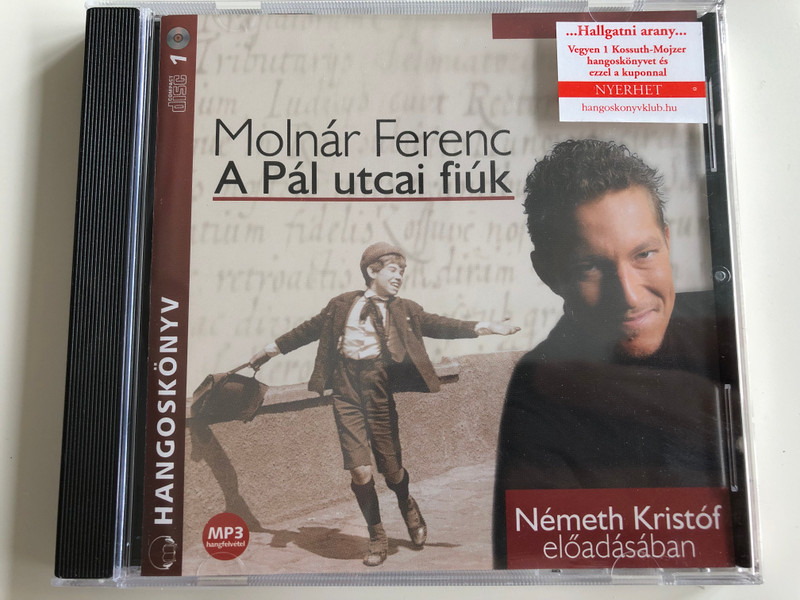 ...Hallgatni arany...
Vegyen 1 Kossuth-Mojzer
hangoskönyvet és
ezzel a kuponnal
NYERHET
hangoskonyvklub.hu
COMPACT
disc 1
Molnár Ferenc
A Pál utcai fiúk
HANGOSKÖNYV
MP3
hangfelvétel
Németh Kristóf
előadásában